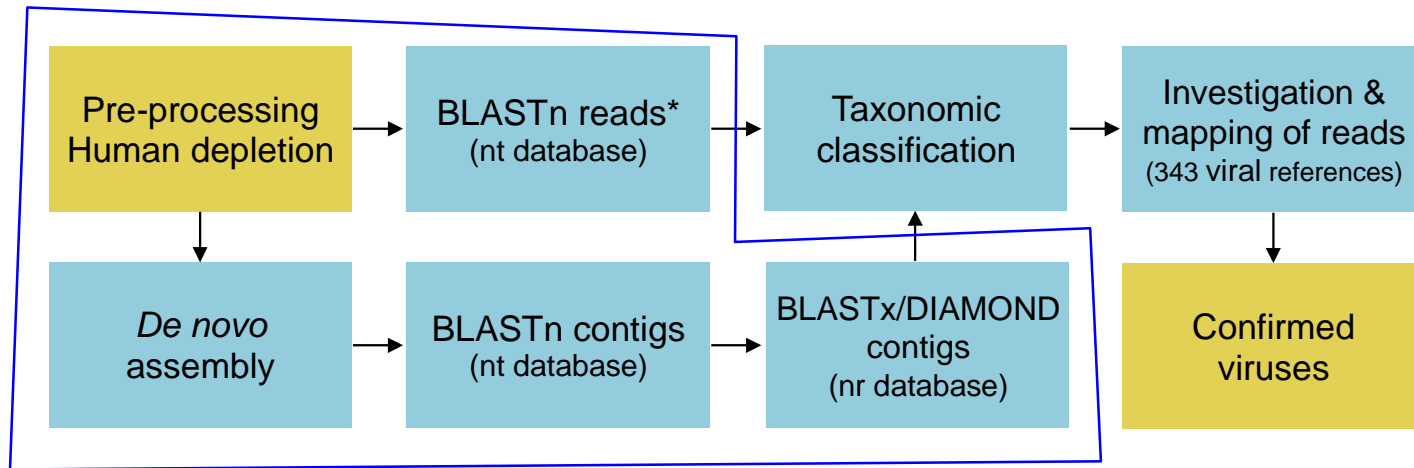 Pre-processing
Human depletion
BLASTn reads*
(nt database)
Taxonomic
classification
Investigation &
mapping of reads
(343 viral references)
De novo
assembly
BLASTn contigs
(nt database)
BLASTx/DIAMOND
contigs
(nr database)
Confirmed
viruses